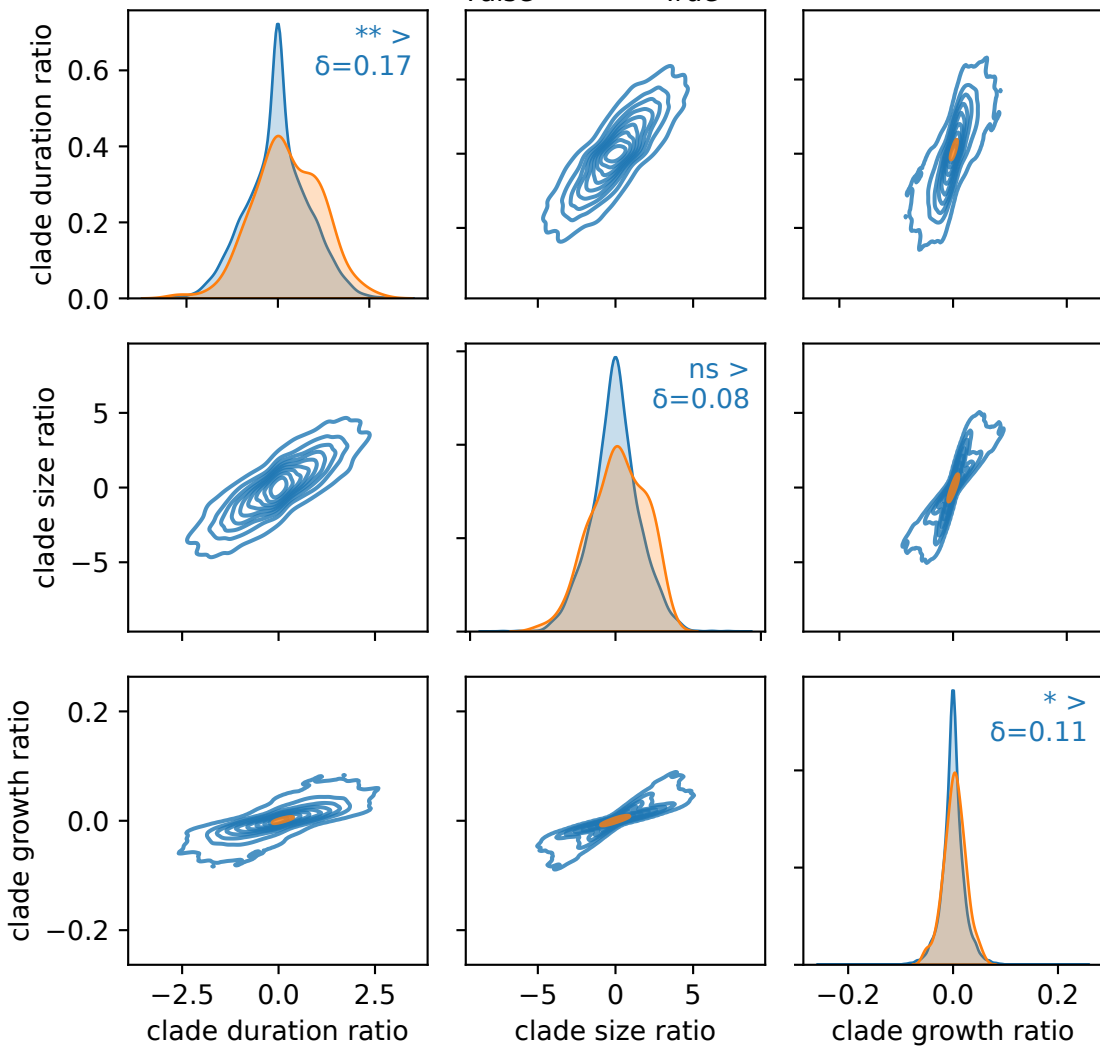 clade duration ratio
0.6
0.4
0.2
0.0
** >
δ=0.17
clade size ratio
5
0
−5
ns >
δ=0.08
clade growth ratio
0.2
0.0
−0.2
* >
δ=0.11
−2.5 0.0 2.5
−5 0 5
−0.2 0.0 0.2
clade duration ratio
clade size ratio
clade growth ratio